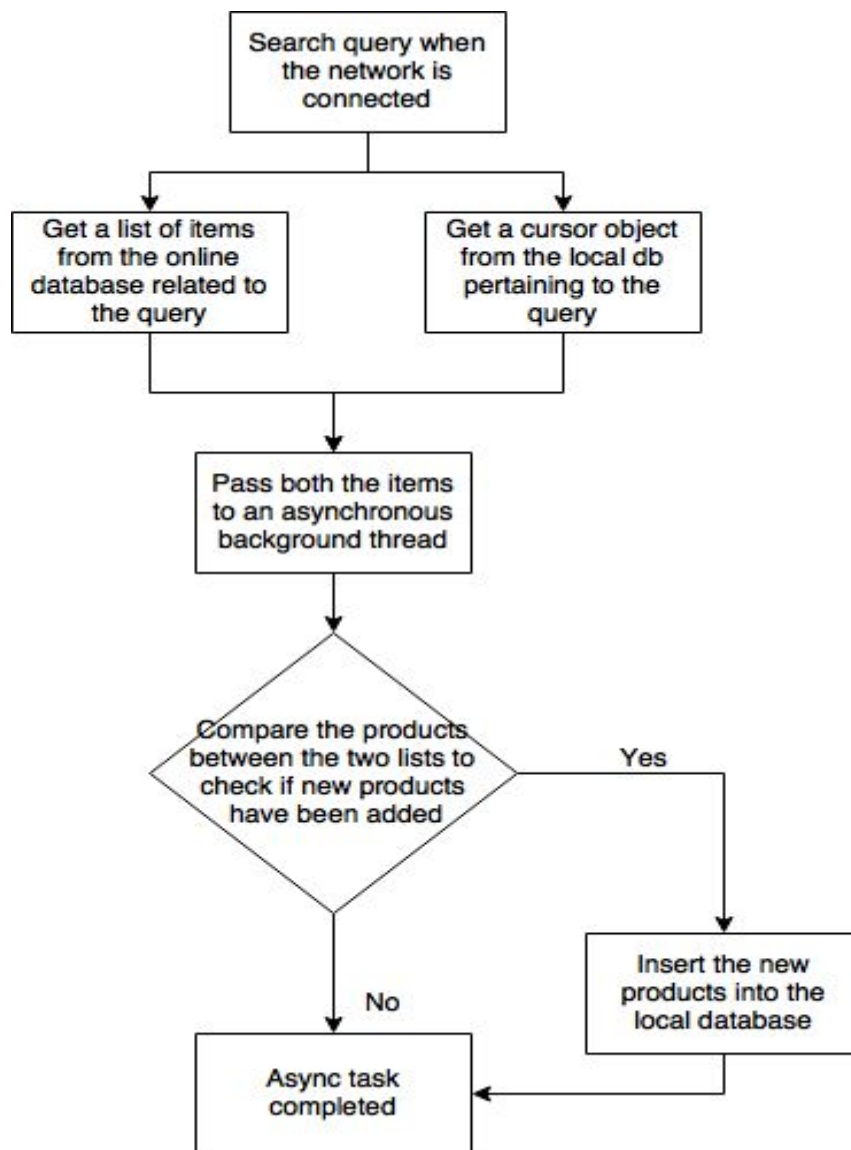 Search query when
the network is
connected
Get a list of items
from the online
database related to
the query
Get a cursor object
from the local db
pertaining to the
query
Pass both the items
to an asynchronous
background thread
Compare the products
between the two lists to
check if new products
have been added
Yes
Insert the new
products into the
local database
No
Async task
completed